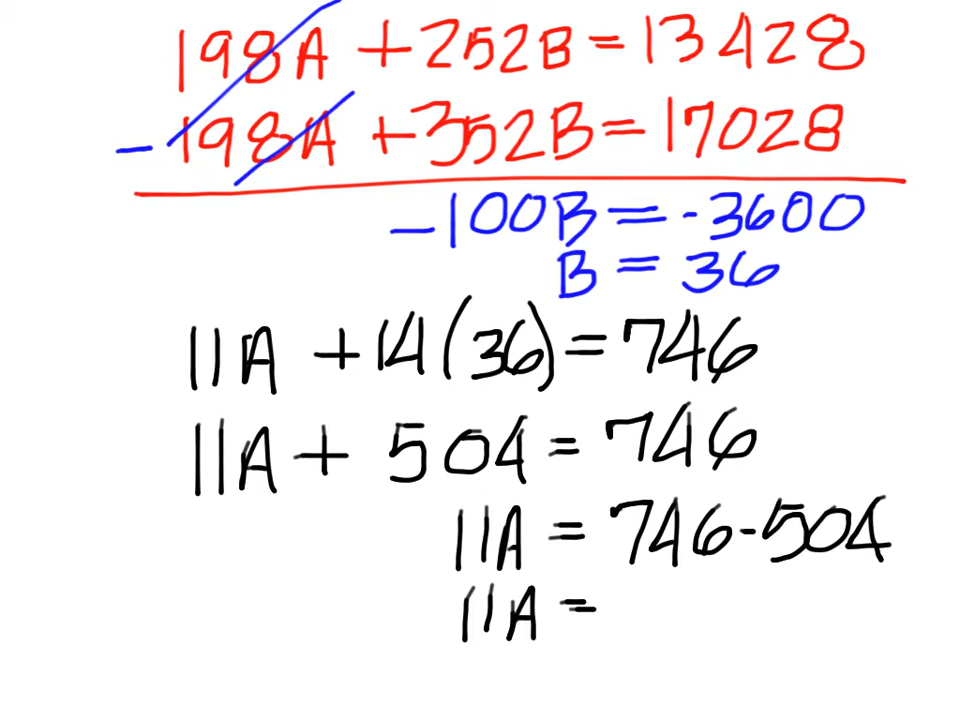 198A + 252B = 13428
- 198A + 352B = 17028
- 100B = -3600
B = 36
11A + 14(36) = 746
11A + 504 = 746
11A = 746 - 504
11A =